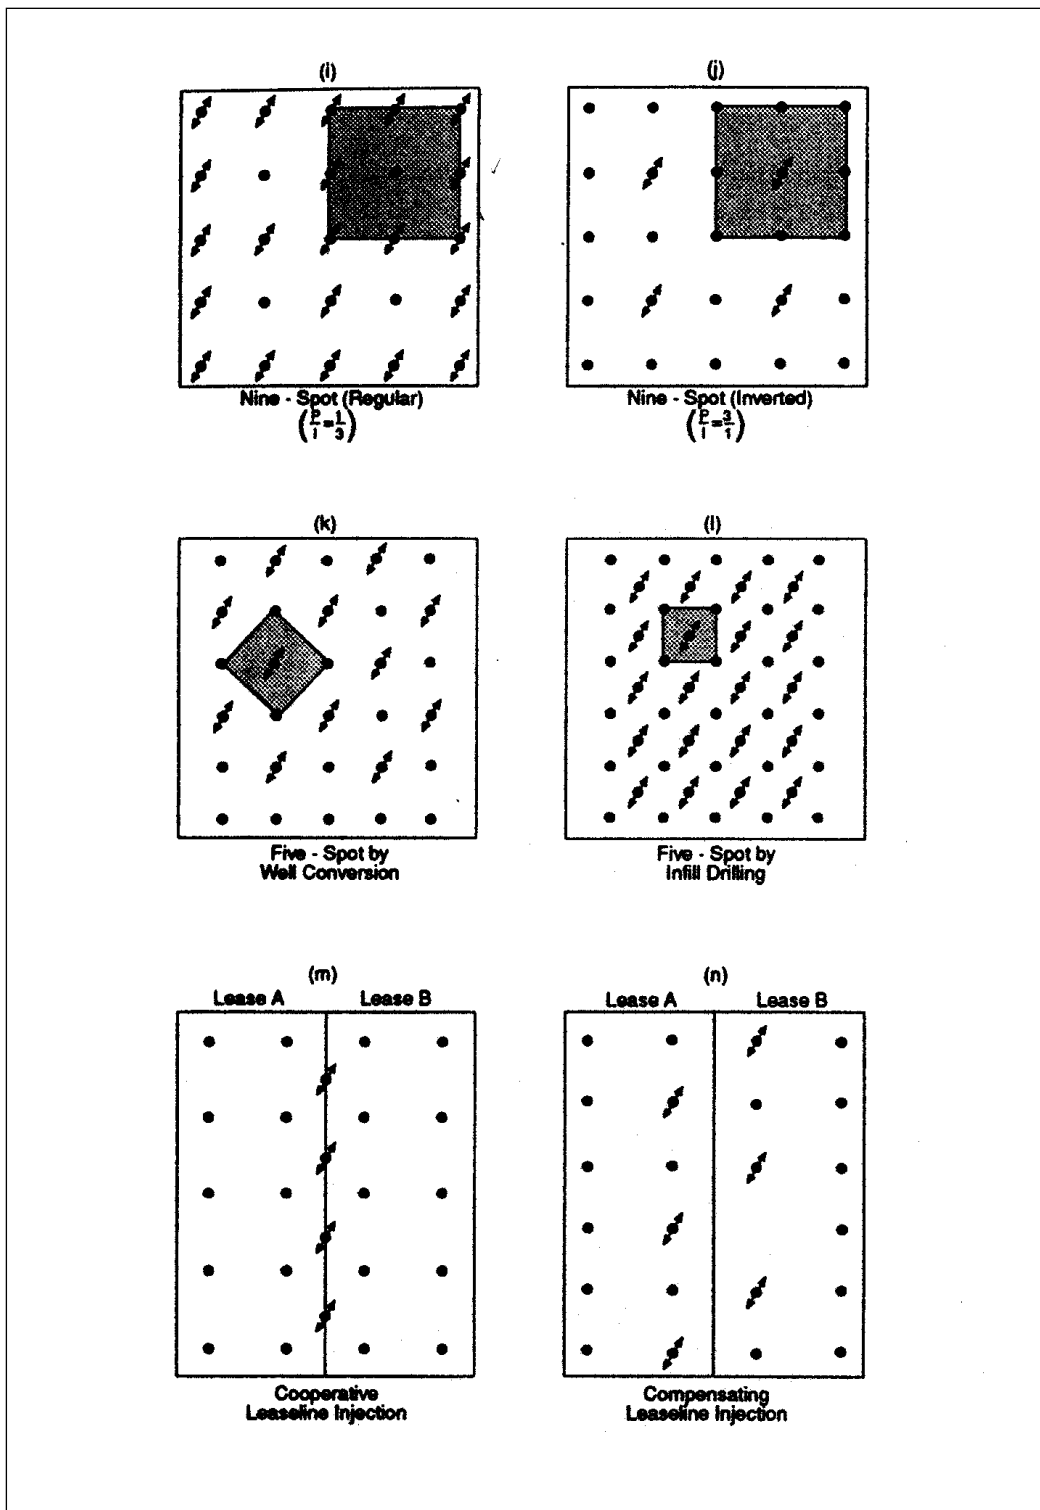 (i)
(j)
Nine - Spot (Regular)
(P/I = 1/3)
Nine - Spot (Inverted)
(P/I = 3/1)
(k)
(l)
Five - Spot by
Well Conversion
Five - Spot by
Infill Drilling
(m)
(n)
Lease A Lease B
Lease A Lease B
Cooperative
Leaseline Injection
Compensating
Leaseline Injection